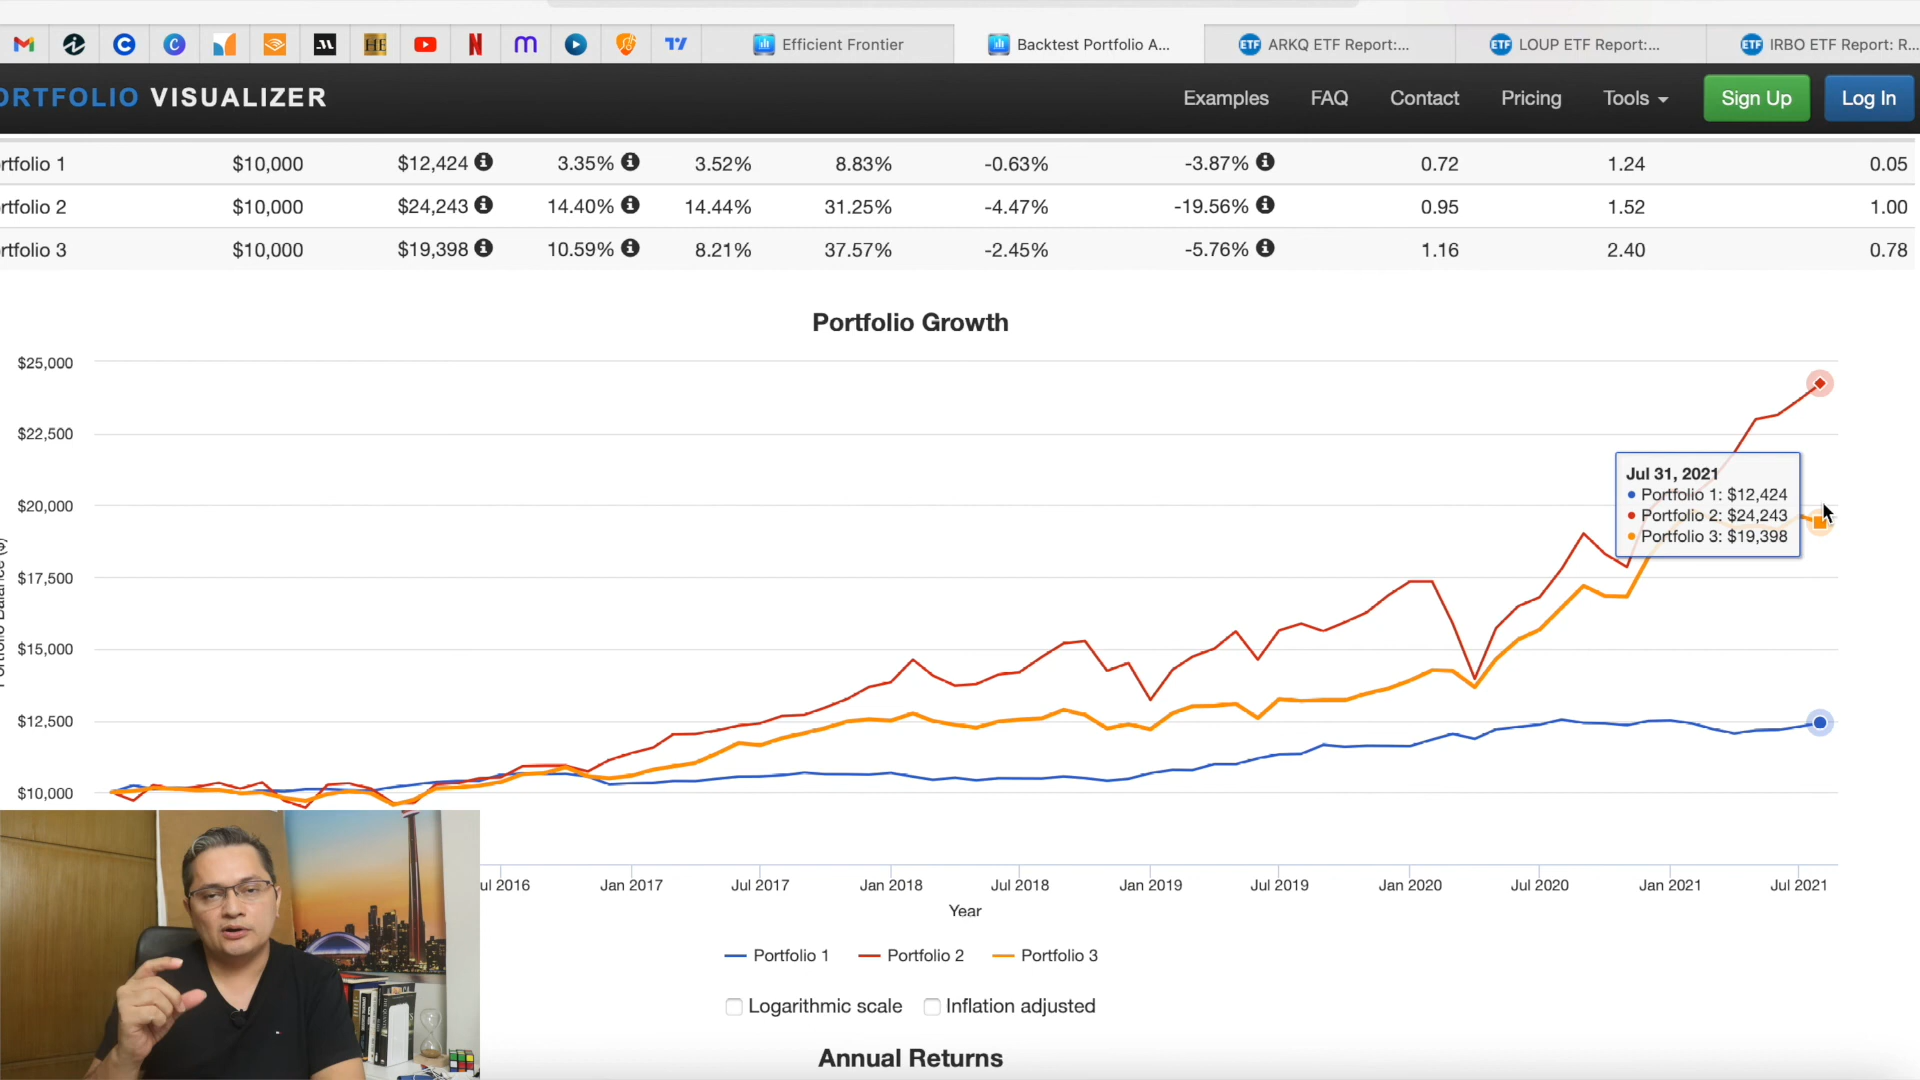 Efficient Frontier
Backtest Portfolio A...
ETF ARKQ ETF Report:...
ETF LOUP ETF Report:...
ETF IRBO ETF Report: R...
ORTFOLIO VISUALIZER
Examples FAQ Contact Pricing Tools Sign Up Log In
rtfolio 1 $10,000 $12,424 3.35% 3.52% 8.83% -0.63% -3.87% 0.72 1.24 0.05
rtfolio 2 $10,000 $24,243 14.40% 14.44% 31.25% -4.47% -19.56% 0.95 1.52 1.00
rtfolio 3 $10,000 $19,398 10.59% 8.21% 37.57% -2.45% -5.76% 1.16 2.40 0.78
Portfolio Growth
$25,000
$22,500
$20,000
$17,500
$15,000
$12,500
$10,000
Jul 31, 2021
Portfolio 1: $12,424
Portfolio 2: $24,243
Portfolio 3: $19,398
ul 2016 Jan 2017 Jul 2017 Jan 2018 Jul 2018 Jan 2019 Jul 2019 Jan 2020 Jul 2020 Jan 2021 Jul 2021
Year
Portfolio 1 Portfolio 2 Portfolio 3
Logarithmic scale Inflation adjusted
Annual Returns